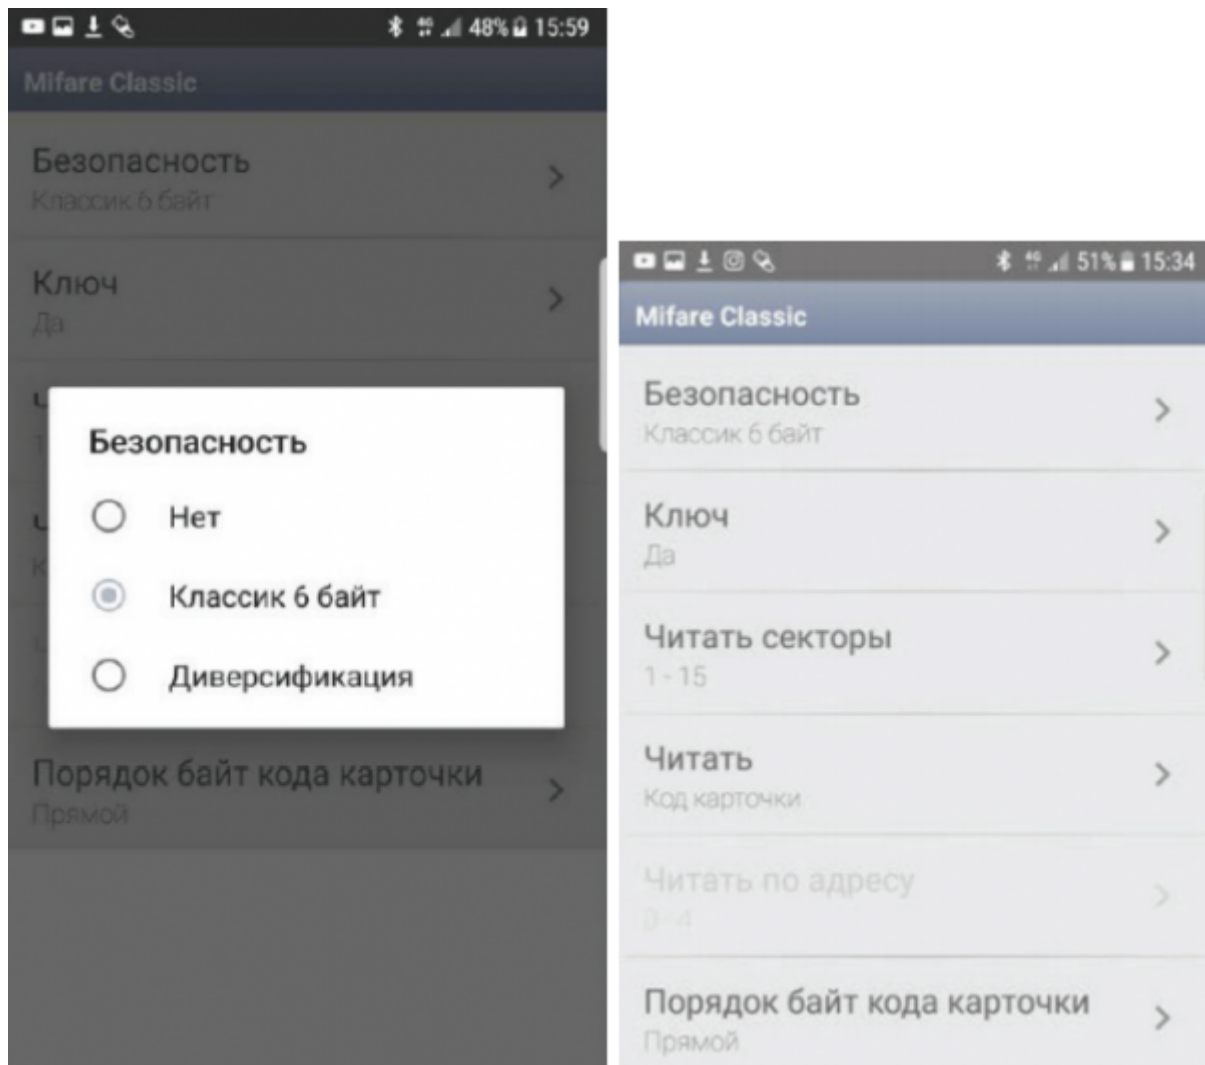 48% 15:59
Mifare Classic
Безопасность
Классик 6 байт
Ключ
Да
Безопасность
Нет
Классик 6 байт
Диверсификация
Порядок байт кода карточки
Прямой
4G 51% 15:34
Mifare Classic
Безопасность
Классик 6 байт
Ключ
Да
Читать секторы
1 - 15
Читать
Код карточки
Читать по адресу
Порядок байт кода карточки
Прямой